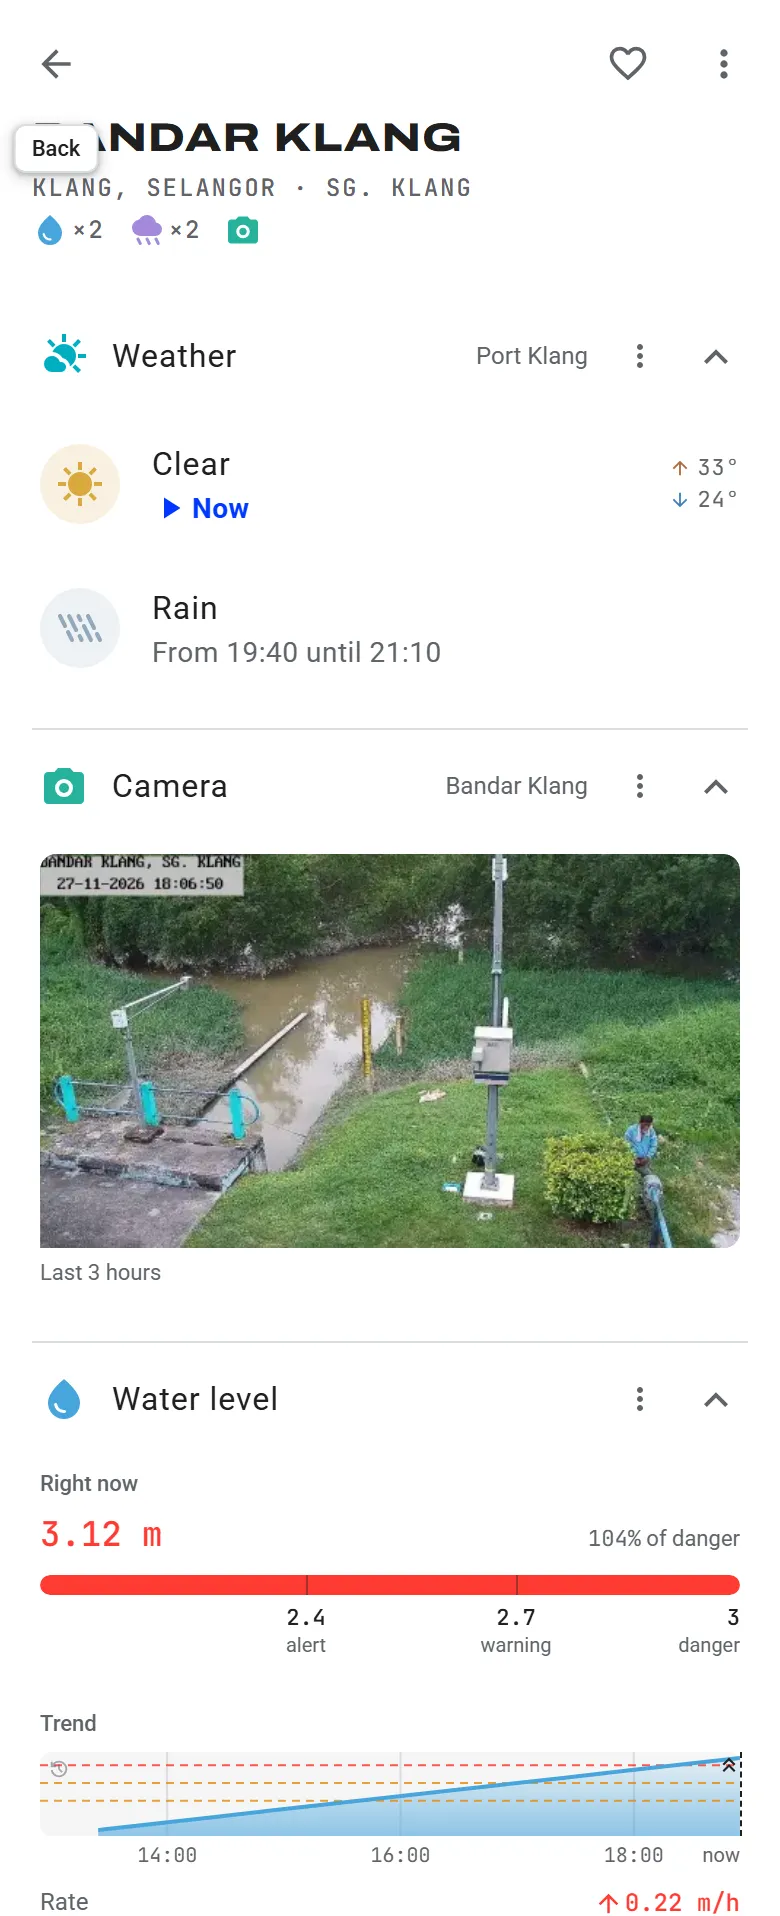 ANDAR KLANG
Back
KLANG, SELANGOR · SG. KLANG
×2 ×2
Weather Port Klang
Clear 33°
Now 24°
Rain
From 19:40 until 21:10
Camera Bandar Klang
BANDAR KLANG, SG. KLANG
27-11-2026 18:06:50
Last 3 hours
Water level
Right now
3.12 m 104% of danger
2.4 2.7 3
alert warning danger
Trend
14:00 16:00 18:00 now
Rate 0.22 m/h